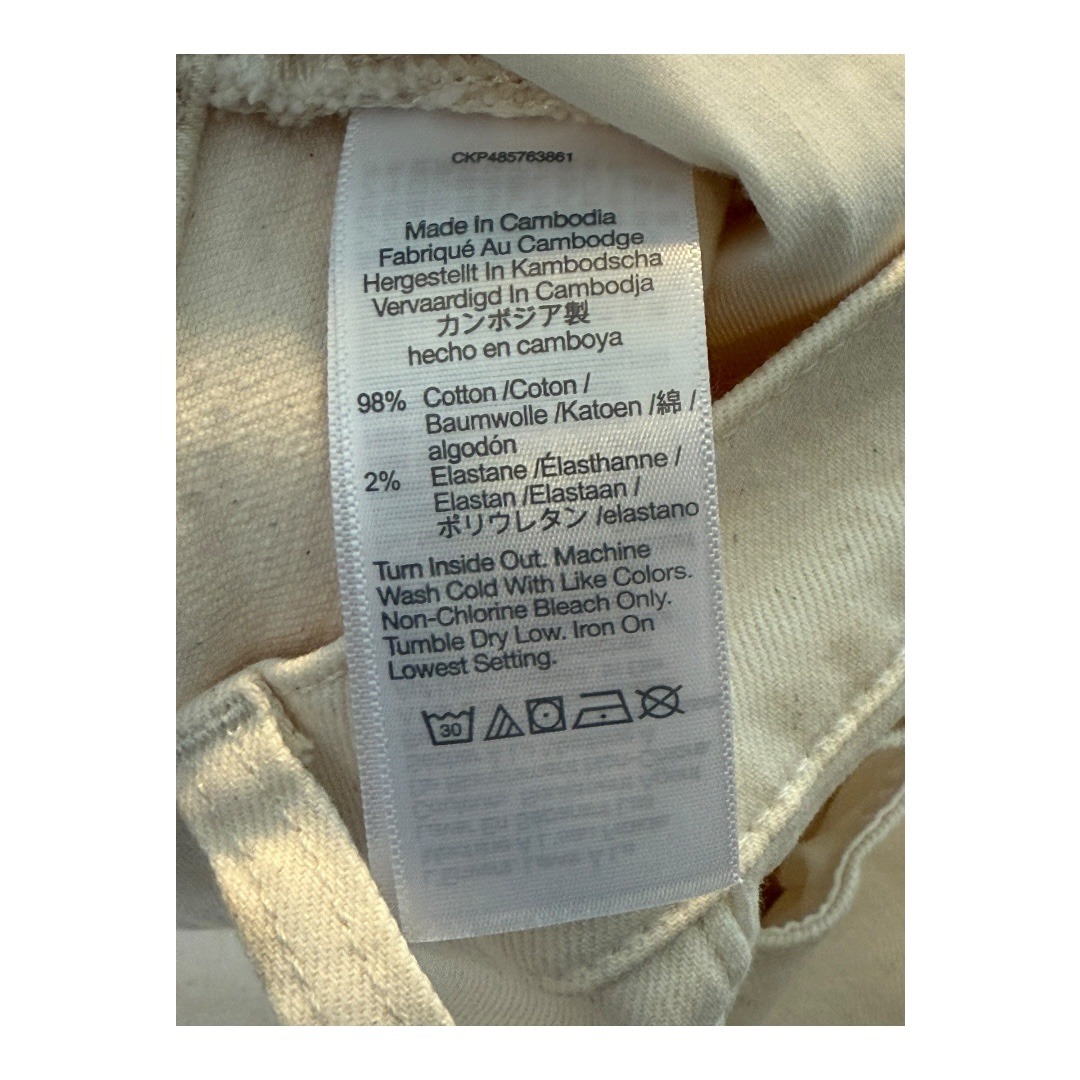 CKP485763861
Made In Cambodia
Fabriqué Au Cambodge
Hergestellt In Kambodscha
Vervaardigd In Cambodja
カンボジア製
hecho en camboya
98% Cotton /Coton /
Baumwolle /Katoen /綿 /
algodón
2% Elastane /Élasthanne /
Elastan /Elastaan /
ポリウレタン /elastano
Turn Inside Out. Machine
Wash Cold With Like Colors.
Non-Chlorine Bleach Only.
Tumble Dry Low. Iron On
Lowest Setting.
30